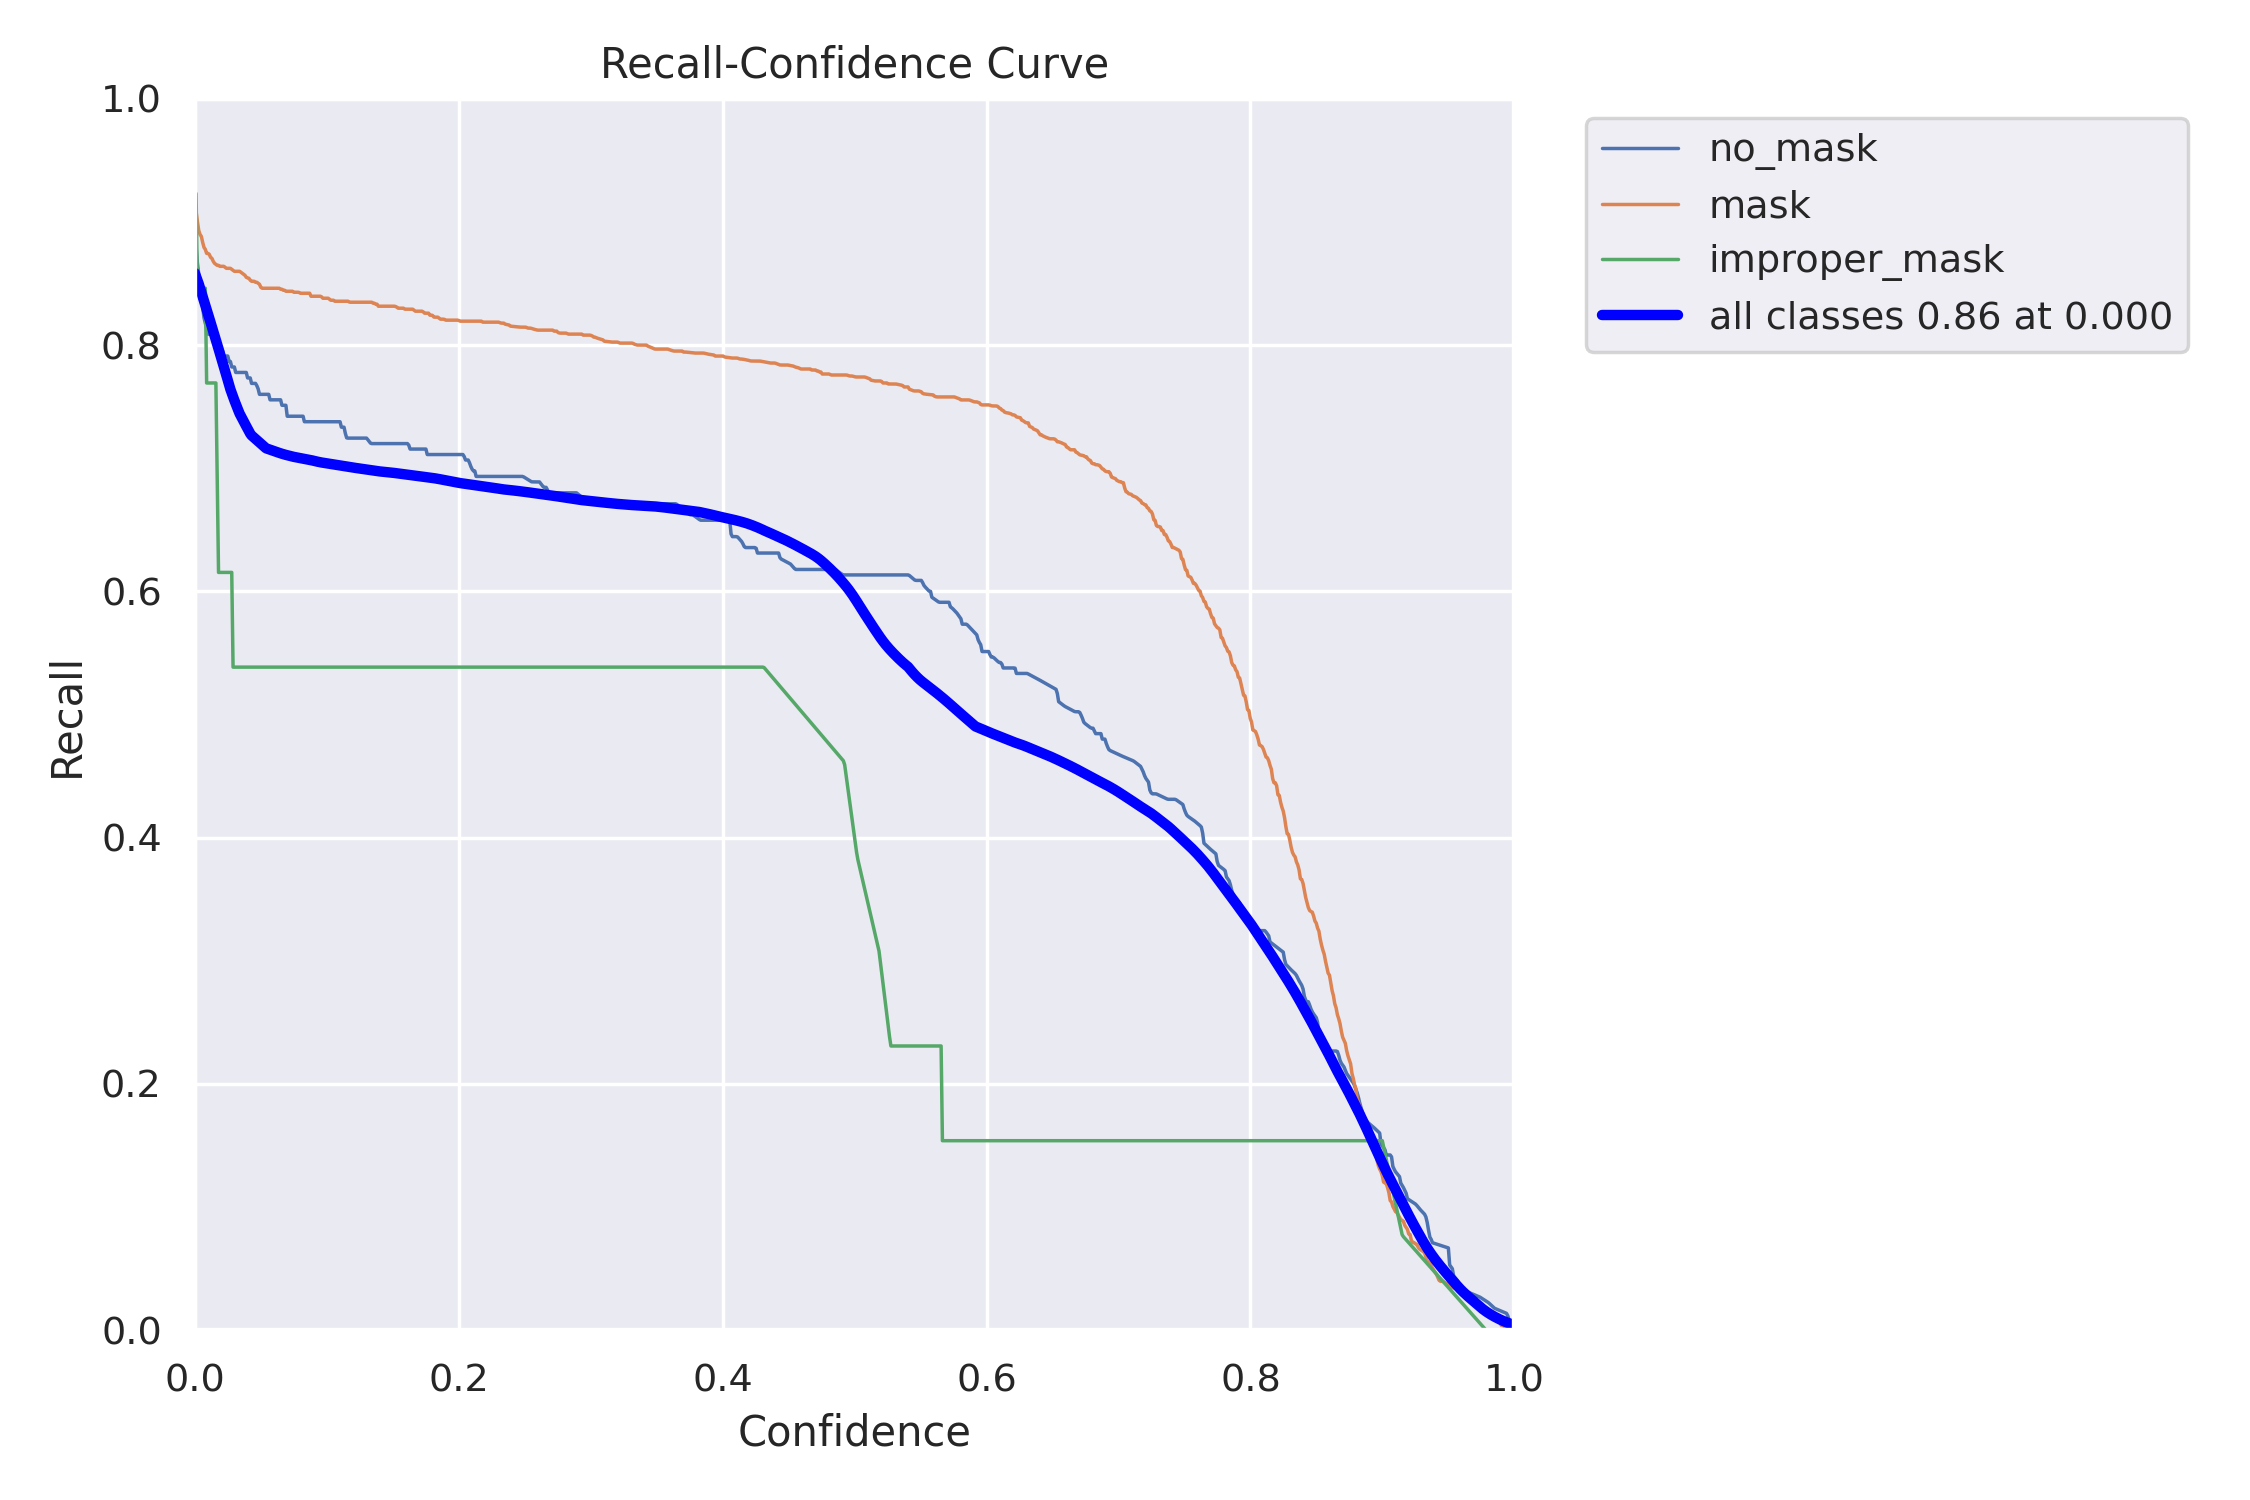 Recall-Confidence Curve
1.0
0.8
0.6
0.4
0.2
0.0
Recall
0.0 0.2 0.4 0.6 0.8 1.0
Confidence
no_mask
mask
improper_mask
all classes 0.86 at 0.000